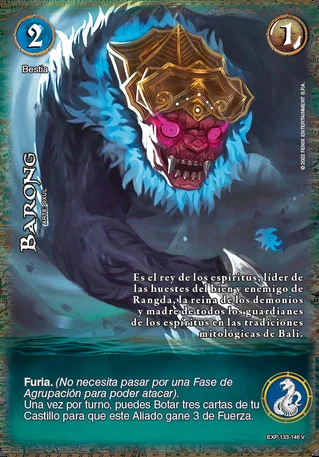 2
1
Bestia
© 2022 FENIX ENTERTAINMENT S.P.A.
BARONG
Es el rey de los espíritus, líder de
las huestes del bien y enemigo de
Rangda, la reina de los demonios
y madre de todos los guardianes
de los espíritus en las tradiciones
mitológicas de Bali.
Furia. (No necesita pasar por una Fase de
Agrupación para poder atacar).
Una vez por turno, puedes Botar tres cartas de tu
Castillo para que este Aliado gane 3 de Fuerza.
EXP-133-146 V